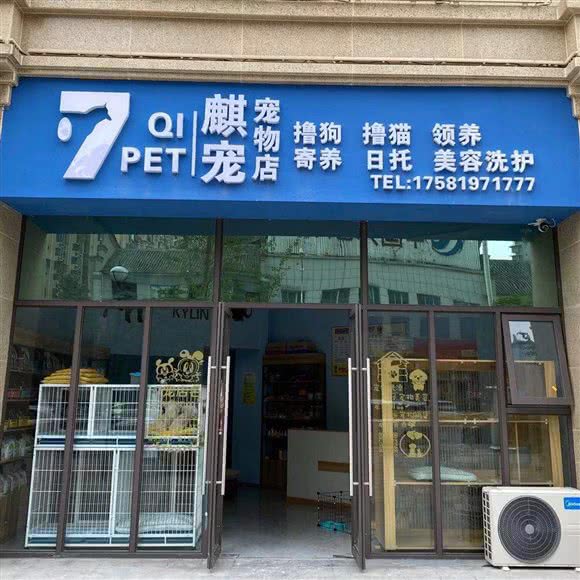 7
QI
PET
麒宠
宠物店
撸狗 撸猫 领养
寄养 日托 美容洗护
TEL:17581971777
KYLIN
Midea